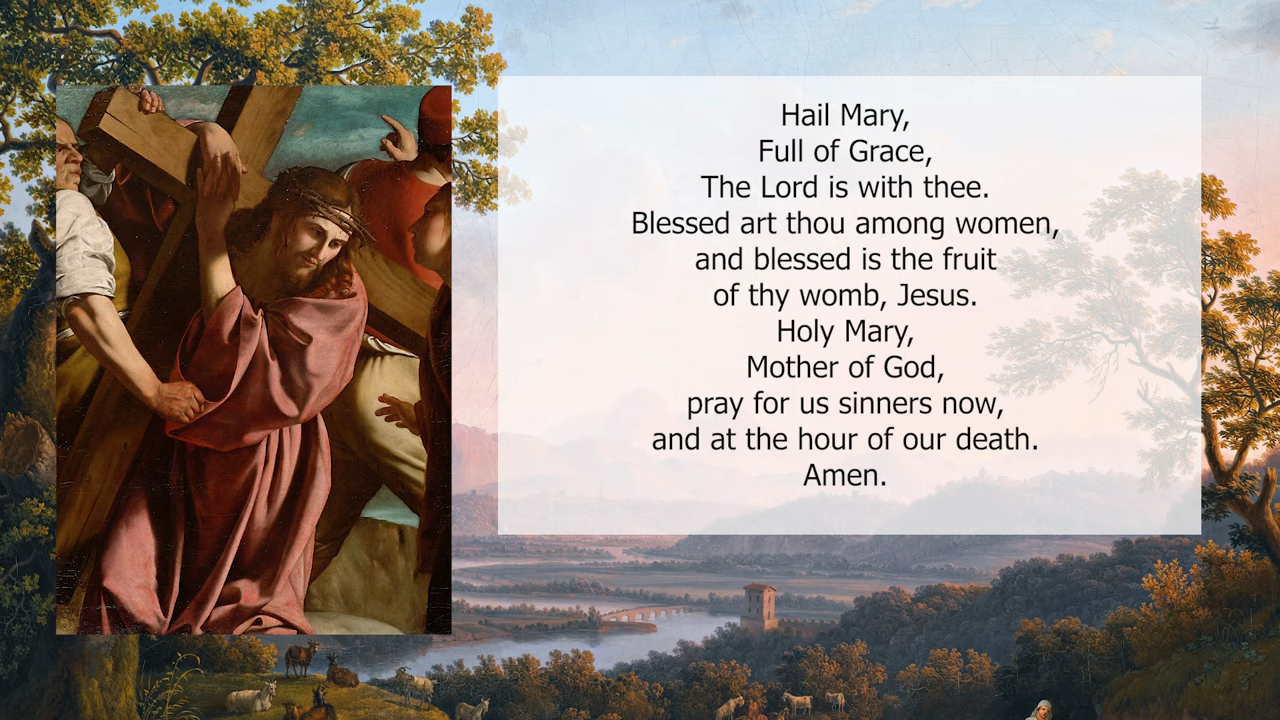 Hail Mary,
Full of Grace,
The Lord is with thee.
Blessed art thou among women,
and blessed is the fruit
of thy womb, Jesus.
Holy Mary,
Mother of God,
pray for us sinners now,
and at the hour of our death.
Amen.